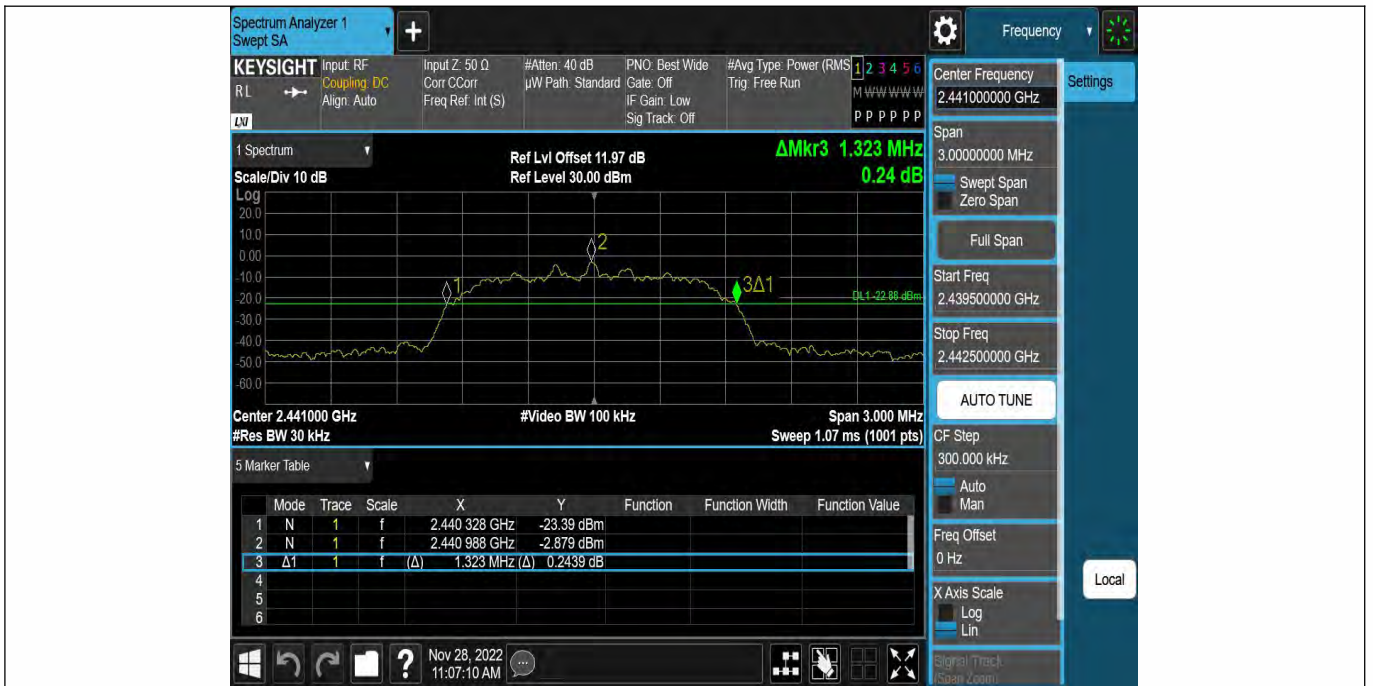 Spectrum Analyzer 1
Swept SA
+
Frequency
KEYSIGHT
RL
LXI
Input: RF
Coupling: DC
Align: Auto
Input Z: 50 Ω
Corr CCorr
Freq Ref: Int (S)
#Atten: 40 dB
µW Path: Standard
PNO: Best Wide
Gate: Off
IF Gain: Low
Sig Track: Off
#Avg Type: Power (RMS
Trig: Free Run
1 2 3 4 5 6
M W W W W W
P P P P P P
1 Spectrum
Scale/Div 10 dB
Ref Lvl Offset 11.97 dB
Ref Level 30.00 dBm
ΔMkr3 1.323 MHz
0.24 dB
Log
20.0
10.0
0.00
-10.0
-20.0
-30.0
-40.0
-50.0
-60.0
1
2
3Δ1
DL1 -22.88 dBm
Center 2.441000 GHz
#Video BW 100 kHz
Span 3.000 MHz
#Res BW 30 kHz
Sweep 1.07 ms (1001 pts)
5 Marker Table
Mode Trace Scale X Y Function Function Width Function Value
1 N 1 f 2.440 328 GHz -23.39 dBm
2 N 1 f 2.440 988 GHz -2.879 dBm
3 Δ1 1 f (Δ) 1.323 MHz (Δ) 0.2439 dB
4
5
6
?
Nov 28, 2022
11:07:10 AM
Center Frequency
2.441000000 GHz
Span
3.00000000 MHz
Swept Span
Zero Span
Full Span
Start Freq
2.439500000 GHz
Stop Freq
2.442500000 GHz
AUTO TUNE
CF Step
300.000 kHz
Auto
Man
Freq Offset
0 Hz
X Axis Scale
Log
Lin
Signal Track
(Span Zoom)
Settings
Local